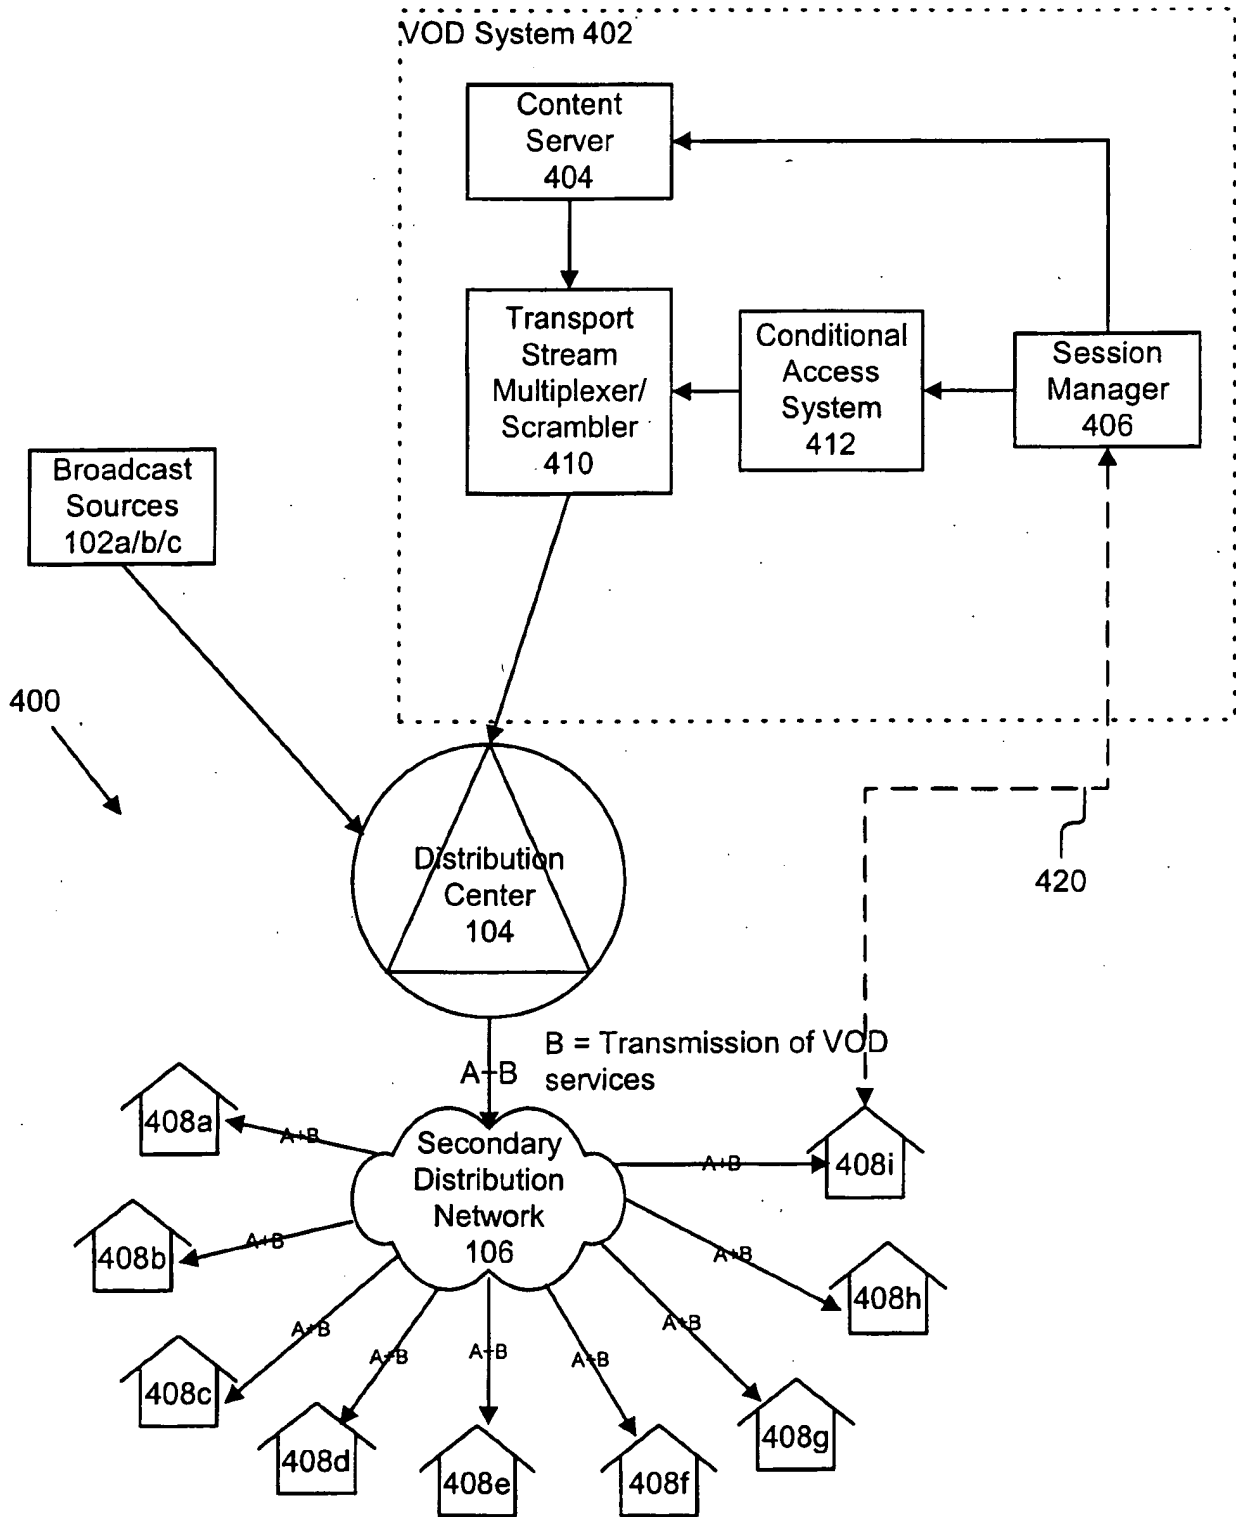 VOD System 402
Content
Server
404
Transport
Stream
Multiplexer/
Scrambler
410
Conditional
Access
System
412
Session
Manager
406
Broadcast
Sources
102a/b/c
400
Distribution
Center
104
420
B = Transmission of VOD
services
A+B
Secondary
Distribution
Network
106
408a
A+B
A+B
408i
408b
A+B
A+B
408h
408c
A+B
A+B
408g
408d
A+B
A+B
408e
A+B
408f